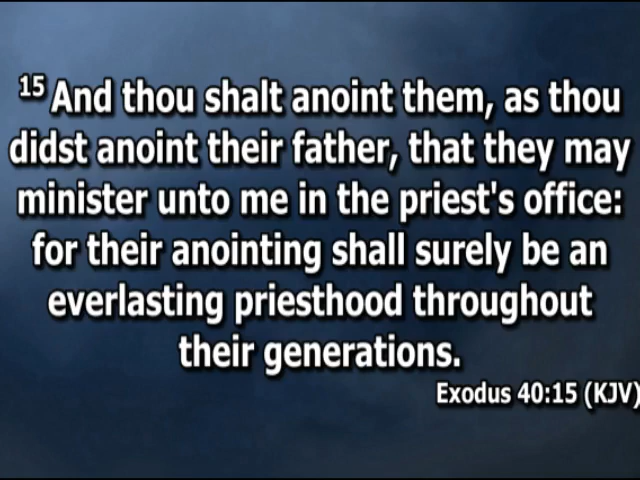 15 And thou shalt anoint them, as thou
didst anoint their father, that they may
minister unto me in the priest's office:
for their anointing shall surely be an
everlasting priesthood throughout
their generations.
Exodus 40:15 (KJV)